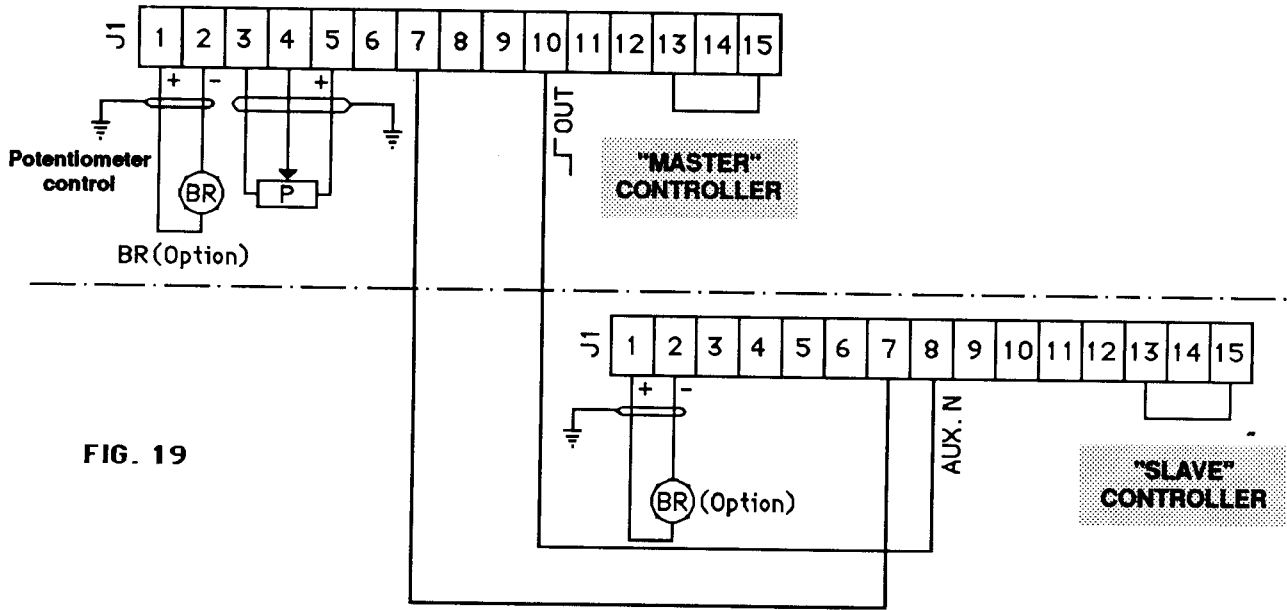 J1 1 2 3 4 5 6 7 8 9 10 11 12 13 14 15
+ - +
OUT
Potentiometer
control
BR
P
"MASTER"
CONTROLLER
BR (Option)
J1 1 2 3 4 5 6 7 8 9 10 11 12 13 14 15
+ -
AUX. N
FIG. 19
BR (Option)
"SLAVE"
CONTROLLER